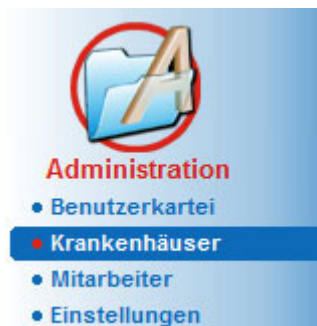 A
Administration
• Benutzerkartei
• Krankenhäuser
• Mitarbeiter
• Einstellungen